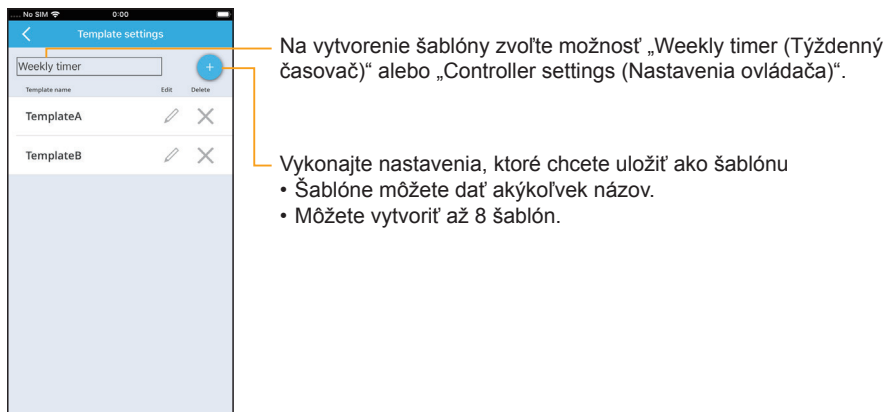 .... No SIM 0:00
Template settings
Weekly timer
+
Template name Edit Delete
TemplateA
TemplateB
Na vytvorenie šablóny zvoľte možnosť „Weekly timer (Týždenný
časovač)“ alebo „Controller settings (Nastavenia ovládača)“.
Vykonajte nastavenia, ktoré chcete uložiť ako šablónu
• Šablóne môžete dať akýkoľvek názov.
• Môžete vytvoriť až 8 šablón.